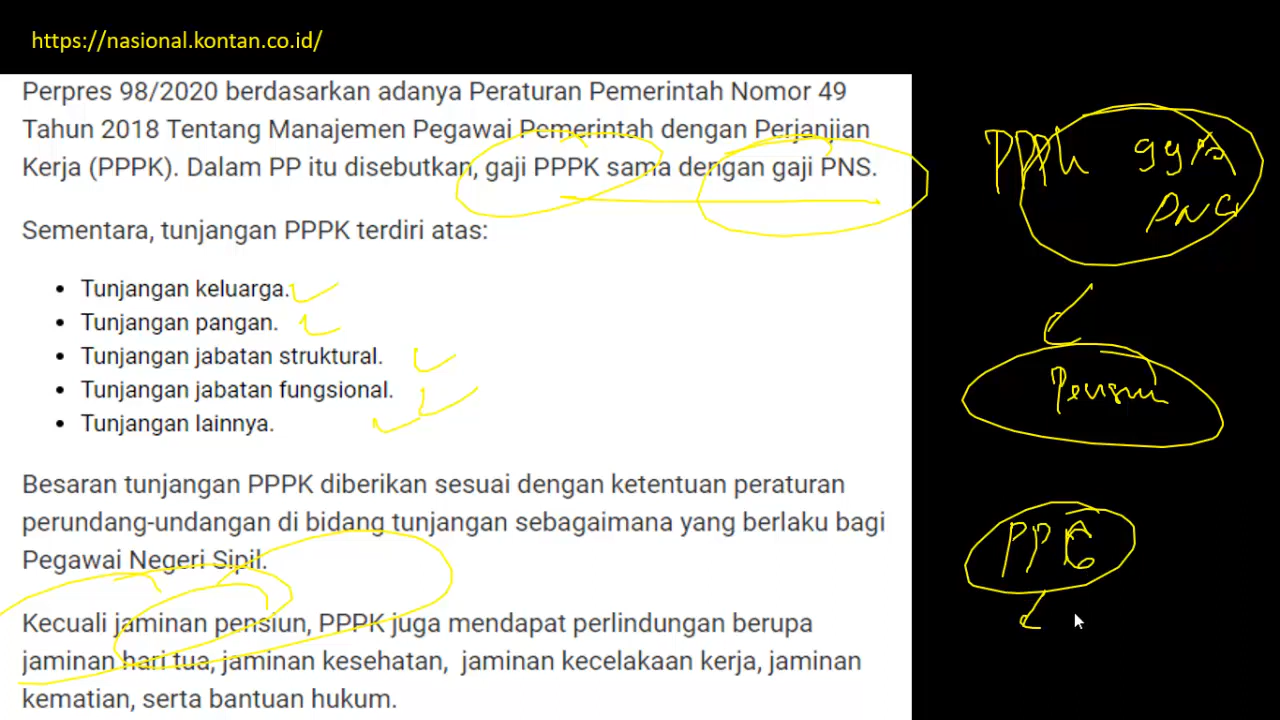 https://nasional.kontan.co.id/
Perpres 98/2020 berdasarkan adanya Peraturan Pemerintah Nomor 49
Tahun 2018 Tentang Manajemen Pegawai Pemerintah dengan Perjanjian
Kerja (PPPK). Dalam PP itu disebutkan, gaji PPPK sama dengan gaji PNS.
Sementara, tunjangan PPPK terdiri atas:
• Tunjangan keluarga.
• Tunjangan pangan.
• Tunjangan jabatan struktural.
• Tunjangan jabatan fungsional.
• Tunjangan lainnya.
Besaran tunjangan PPPK diberikan sesuai dengan ketentuan peraturan
perundang-undangan di bidang tunjangan sebagaimana yang berlaku bagi
Pegawai Negeri Sipil.
Kecuali jaminan pensiun, PPPK juga mendapat perlindungan berupa
jaminan hari tua, jaminan kesehatan, jaminan kecelakaan kerja, jaminan
kematian, serta bantuan hukum.
PPPK
PNS
Pensiun